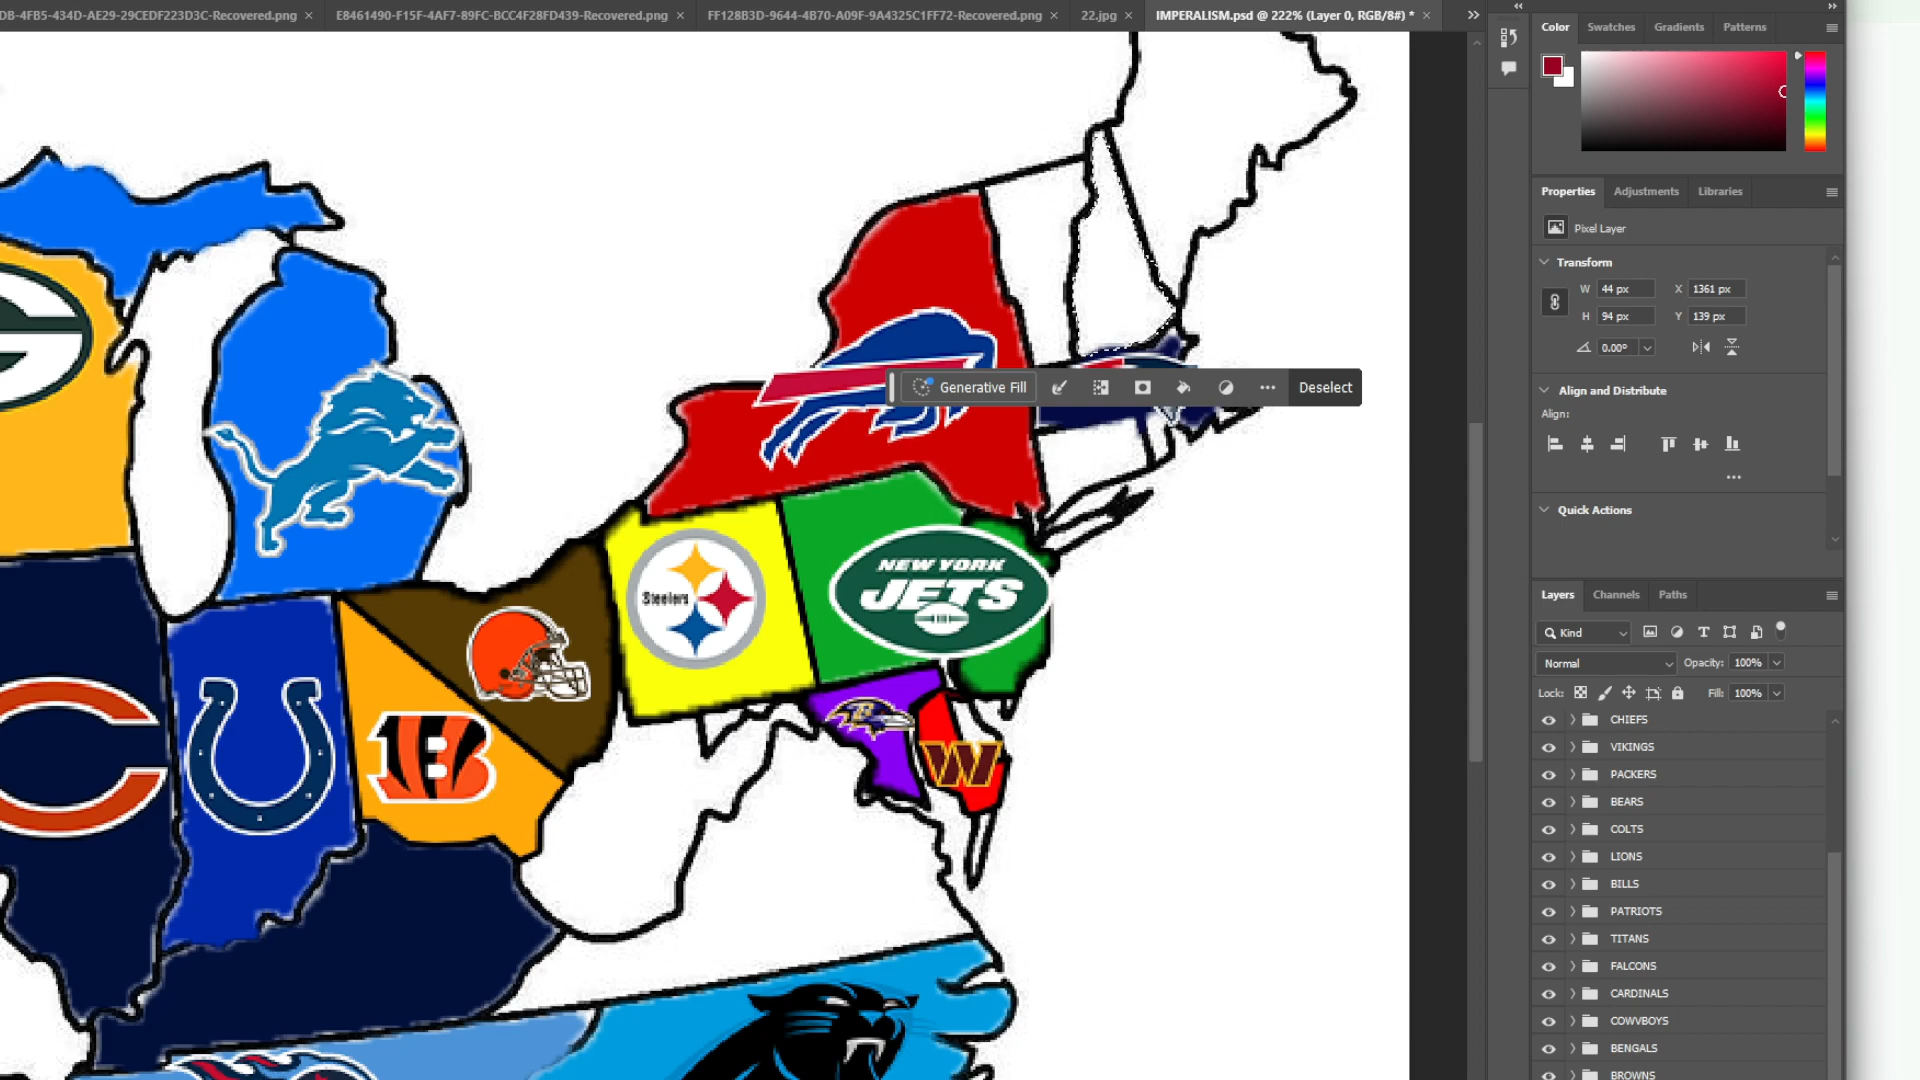 DB-4FB5-434D-AE29-29CEDF223D3C-Recovered.png × E8461490-F15F-4AF7-89FC-BCC4F28FD439-Recovered.png × FF128B3D-9644-4B70-A09F-9A4325C1FF72-Recovered.png × 22.jpg × IMPERALISM.psd @ 222% (Layer 0, RGB/8#) * ×
Color Swatches Gradients Patterns
Properties Adjustments Libraries
Pixel Layer
Transform
W 44 px X 1361 px
H 94 px Y 139 px
0.00°
Align and Distribute
Align:
Quick Actions
Generative Fill Deselect
Steelers
NEW YORK
JETS
B
W
Layers Channels Paths
Kind
Normal Opacity: 100%
Lock: Fill: 100%
CHIEFS
VIKINGS
PACKERS
BEARS
COLTS
LIONS
BILLS
PATRIOTS
TITANS
FALCONS
CARDINALS
COWVBOYS
BENGALS
BROWNS